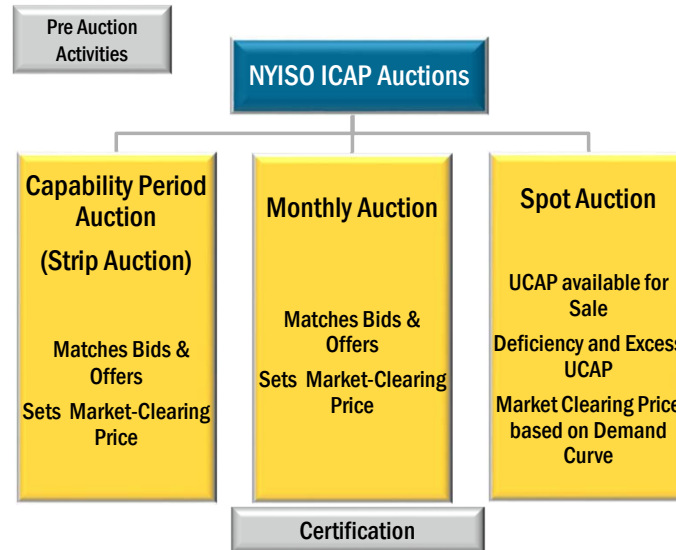 Pre Auction
Activities
NYISO ICAP Auctions
Capability Period
Auction
(Strip Auction)
Matches Bids &
Offers
Sets Market-Clearing
Price
Monthly Auction
Matches Bids &
Offers
Sets Market-Clearing
Price
Spot Auction
UCAP available for
Sale
Deficiency and Excess
UCAP
Market Clearing Price
based on Demand
Curve
Certification